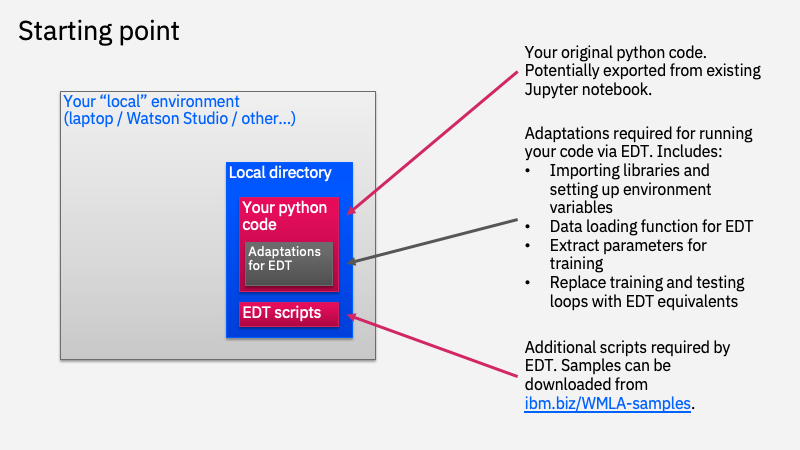 Starting point
Your “local” environment
(laptop / Watson Studio / other…)
Local directory
Your python
code
Adaptations
for EDT
EDT scripts
Your original python code.
Potentially exported from existing
Jupyter notebook.
Adaptations required for running
your code via EDT. Includes:
• Importing libraries and
setting up environment
variables
• Data loading function for EDT
• Extract parameters for
training
• Replace training and testing
loops with EDT equivalents
Additional scripts required by
EDT. Samples can be
downloaded from
ibm.biz/WMLA-samples.